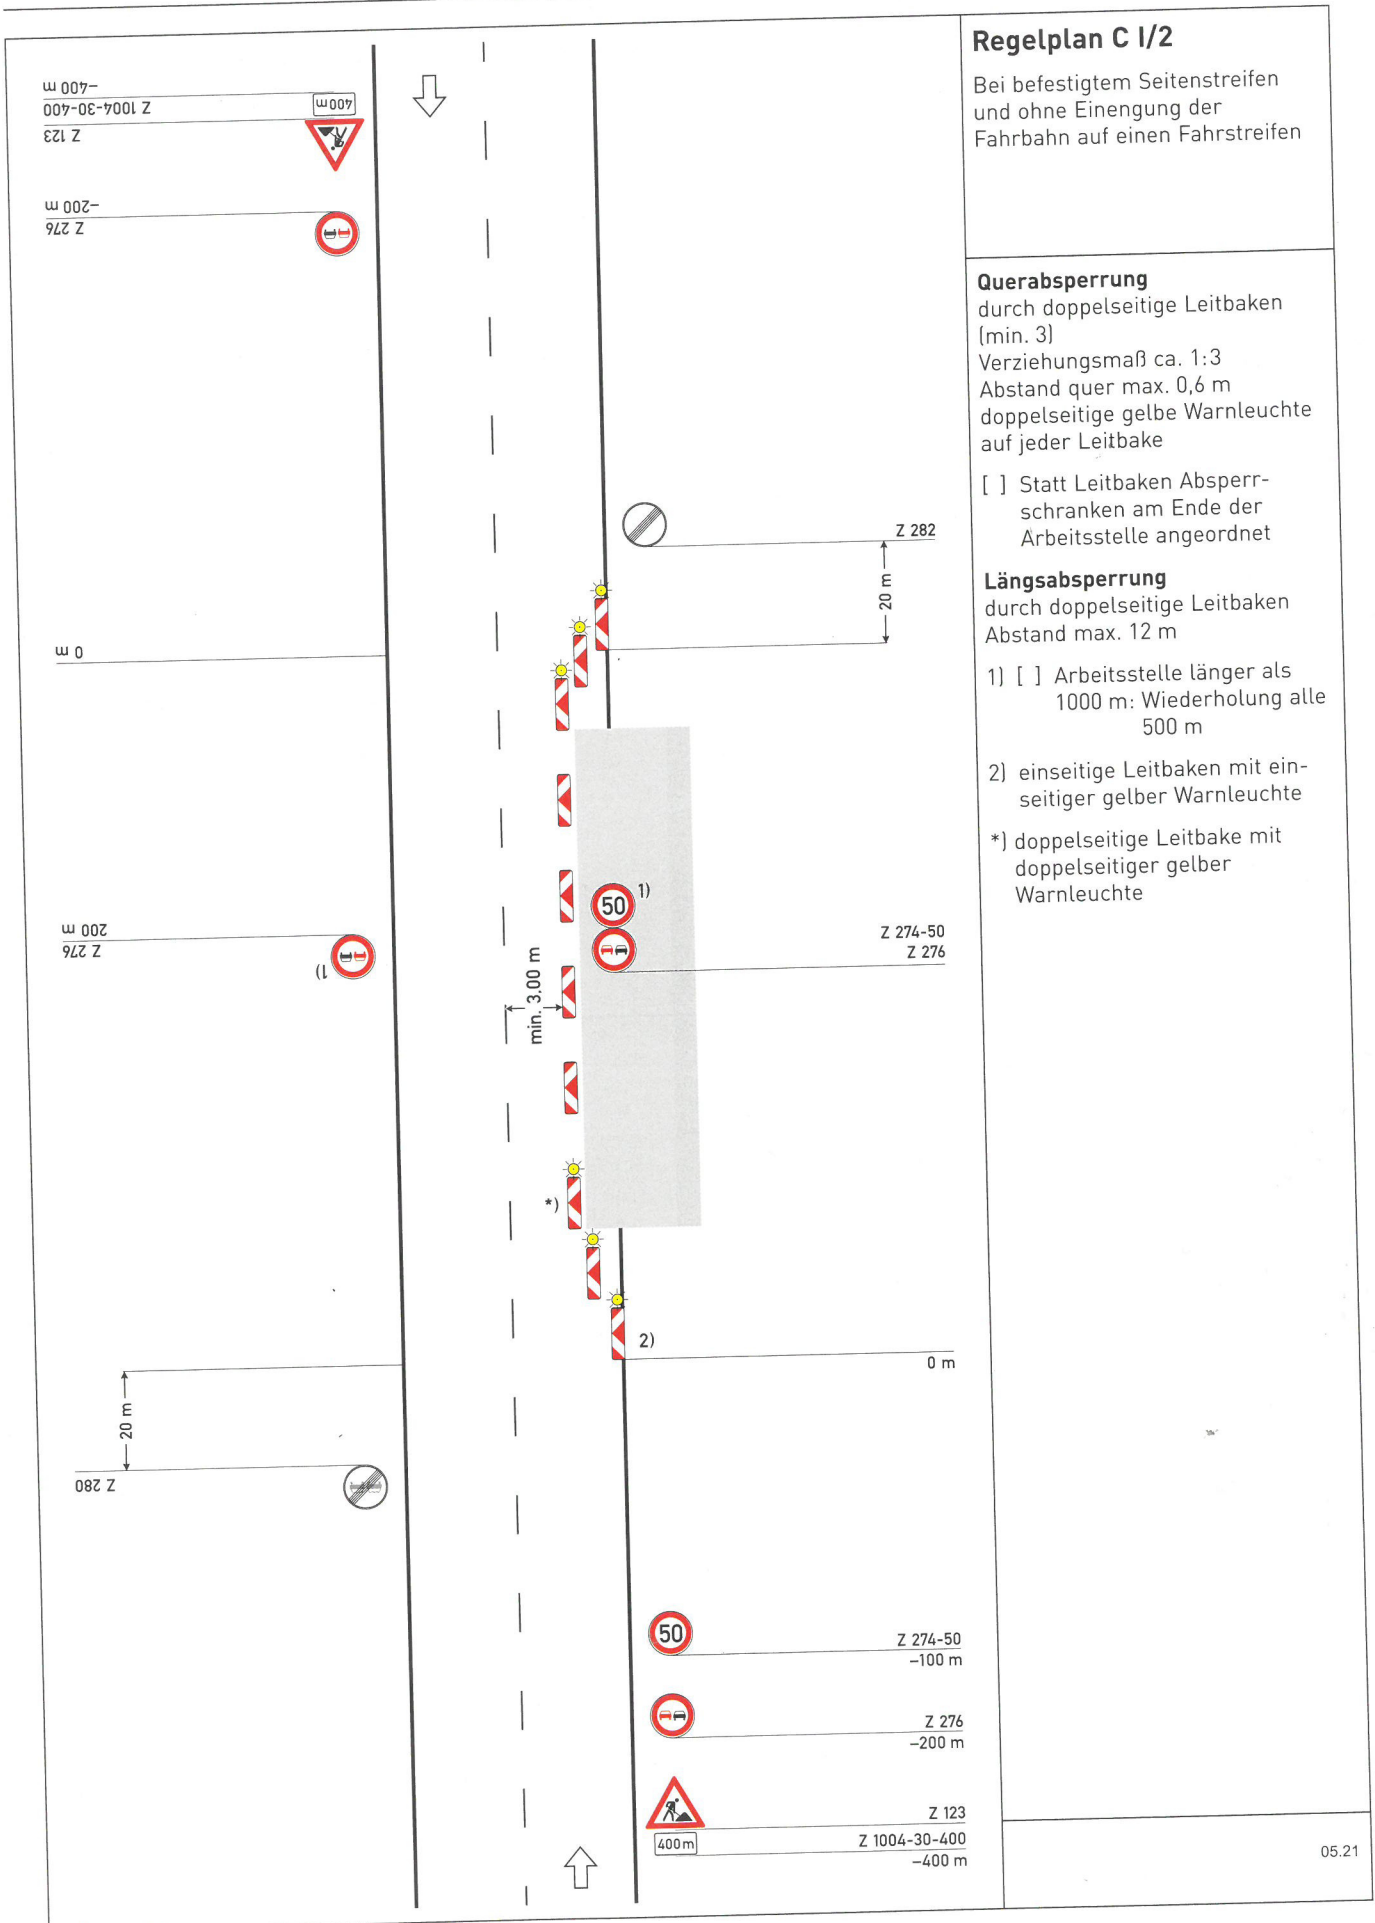 Regelplan C I/2
Bei befestigtem Seitenstreifen
und ohne Einengung der
Fahrbahn auf einen Fahrstreifen
Querabsperrung
durch doppelseitige Leitbaken
(min. 3)
Verziehungsmaß ca. 1:3
Abstand quer max. 0,6 m
doppelseitige gelbe Warnleuchte
auf jeder Leitbake
[ ] Statt Leitbaken Absperr-
schranken am Ende der
Arbeitsstelle angeordnet
Längsabsperrung
durch doppelseitige Leitbaken
Abstand max. 12 m
1) [ ] Arbeitsstelle länger als
1000 m: Wiederholung alle
500 m
2) einseitige Leitbaken mit ein-
seitiger gelber Warnleuchte
*) doppelseitige Leitbake mit
doppelseitiger gelber
Warnleuchte
05.21
–400 m
Z 1004-30-400
400 m
Z 123
–200 m
Z 276
0 m
200 m
Z 276
1)
20 m
Z 280
Z 282
20 m
50
1)
Z 274-50
Z 276
min. 3,00 m
*)
2)
0 m
50
Z 274-50
–100 m
Z 276
–200 m
Z 123
400 m
Z 1004-30-400
–400 m